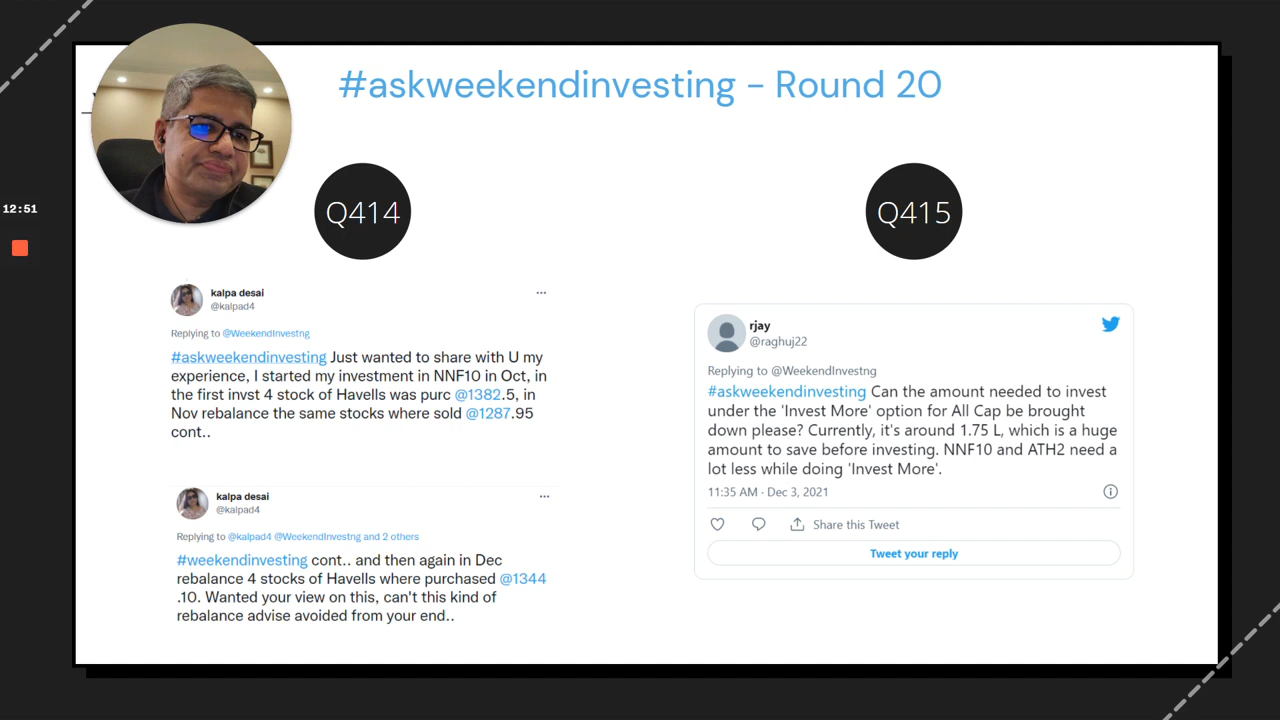 #askweekendinvesting – Round 20
12:51
Q414
kalpa desai
@kalpad4
Replying to @WeekendInvestng
#askweekendinvesting Just wanted to share with U my
experience, I started my investment in NNF10 in Oct, in
the first invst 4 stock of Havells was purc @1382.5, in
Nov rebalance the same stocks where sold @1287.95
cont..
kalpa desai
@kalpad4
Replying to @kalpad4 @WeekendInvestng and 2 others
#weekendinvesting cont.. and then again in Dec
rebalance 4 stocks of Havells where purchased @1344
.10. Wanted your view on this, can't this kind of
rebalance advise avoided from your end..
Q415
rjay
@raghuj22
Replying to @WeekendInvestng
#askweekendinvesting Can the amount needed to invest
under the 'Invest More' option for All Cap be brought
down please? Currently, it's around 1.75 L, which is a huge
amount to save before investing. NNF10 and ATH2 need a
lot less while doing 'Invest More'.
11:35 AM · Dec 3, 2021
Share this Tweet
Tweet your reply